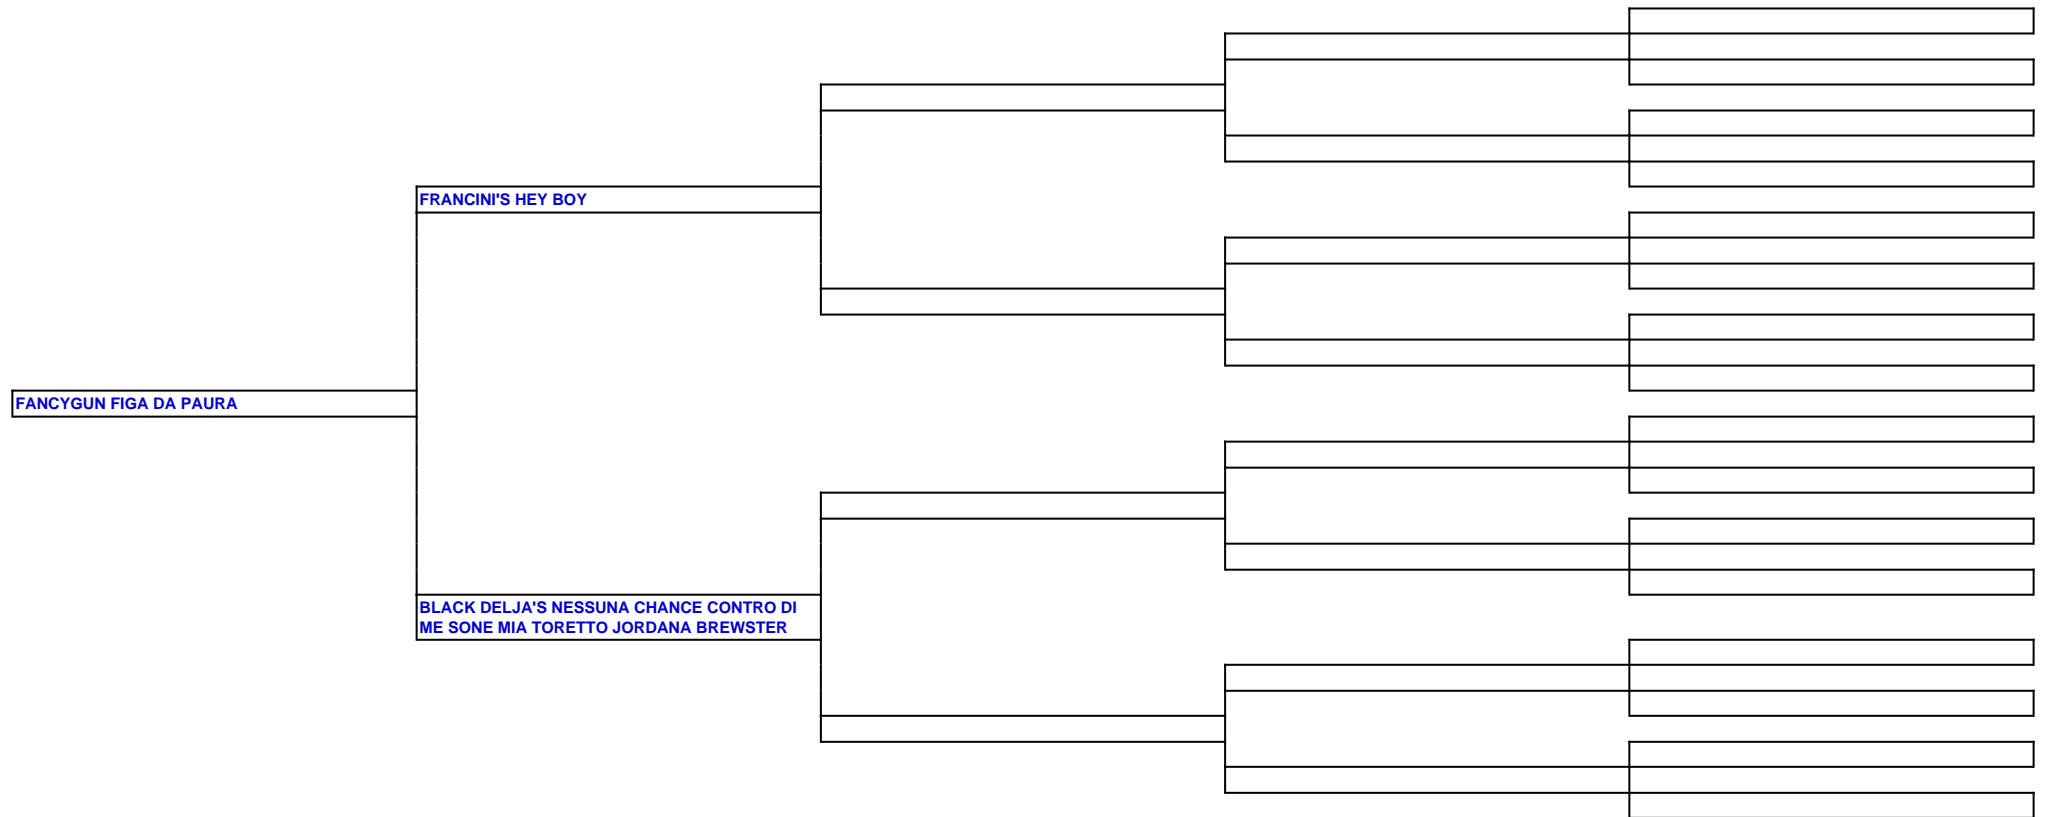 FRANCINI'S HEY BOY
FANCYGUN FIGA DA PAURA
BLACK DELJA'S NESSUNA CHANCE CONTRO DI
ME SONE MIA TORETTO JORDANA BREWSTER